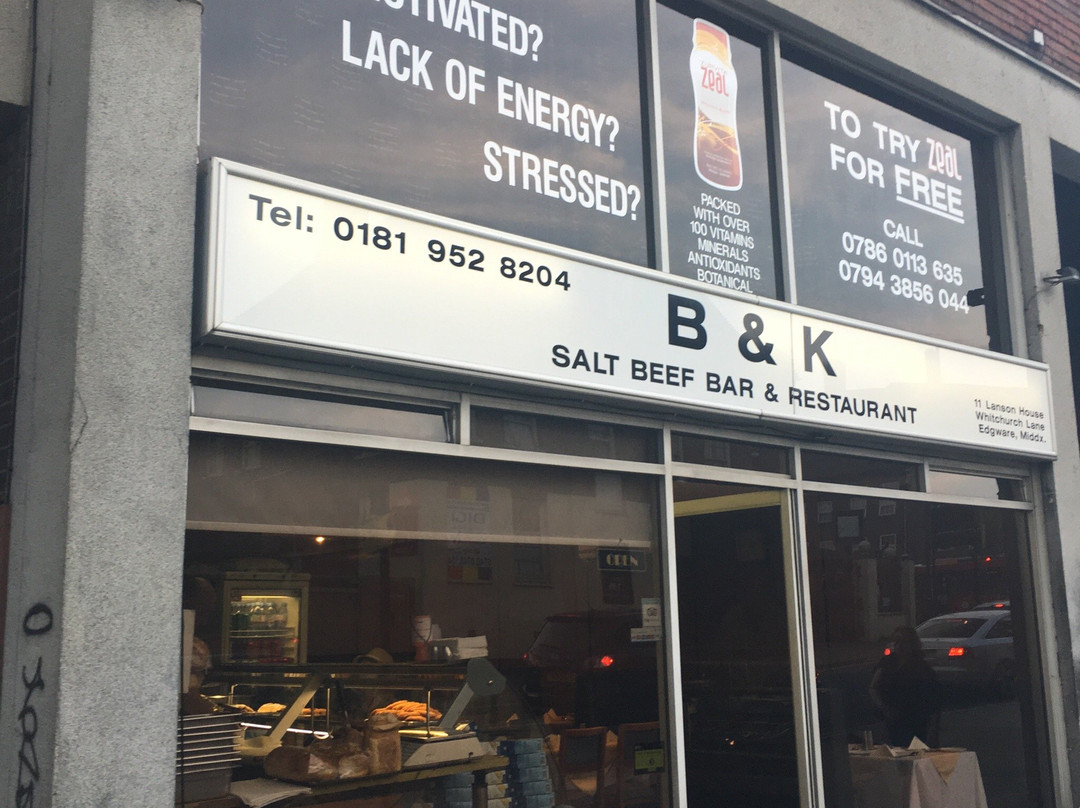 LACK OF ENERGY?
STRESSED?
zeal
PACKED
WITH OVER
100 VITAMINS
MINERALS
ANTIOXIDANTS
BOTANICAL
TO TRY zeal
FOR FREE
CALL
0786 0113 635
0794 3856 044
Tel: 0181 952 8204
B & K
SALT BEEF BAR & RESTAURANT
11 Lanson House
Whitchurch Lane
Edgware, Middx.
OPEN